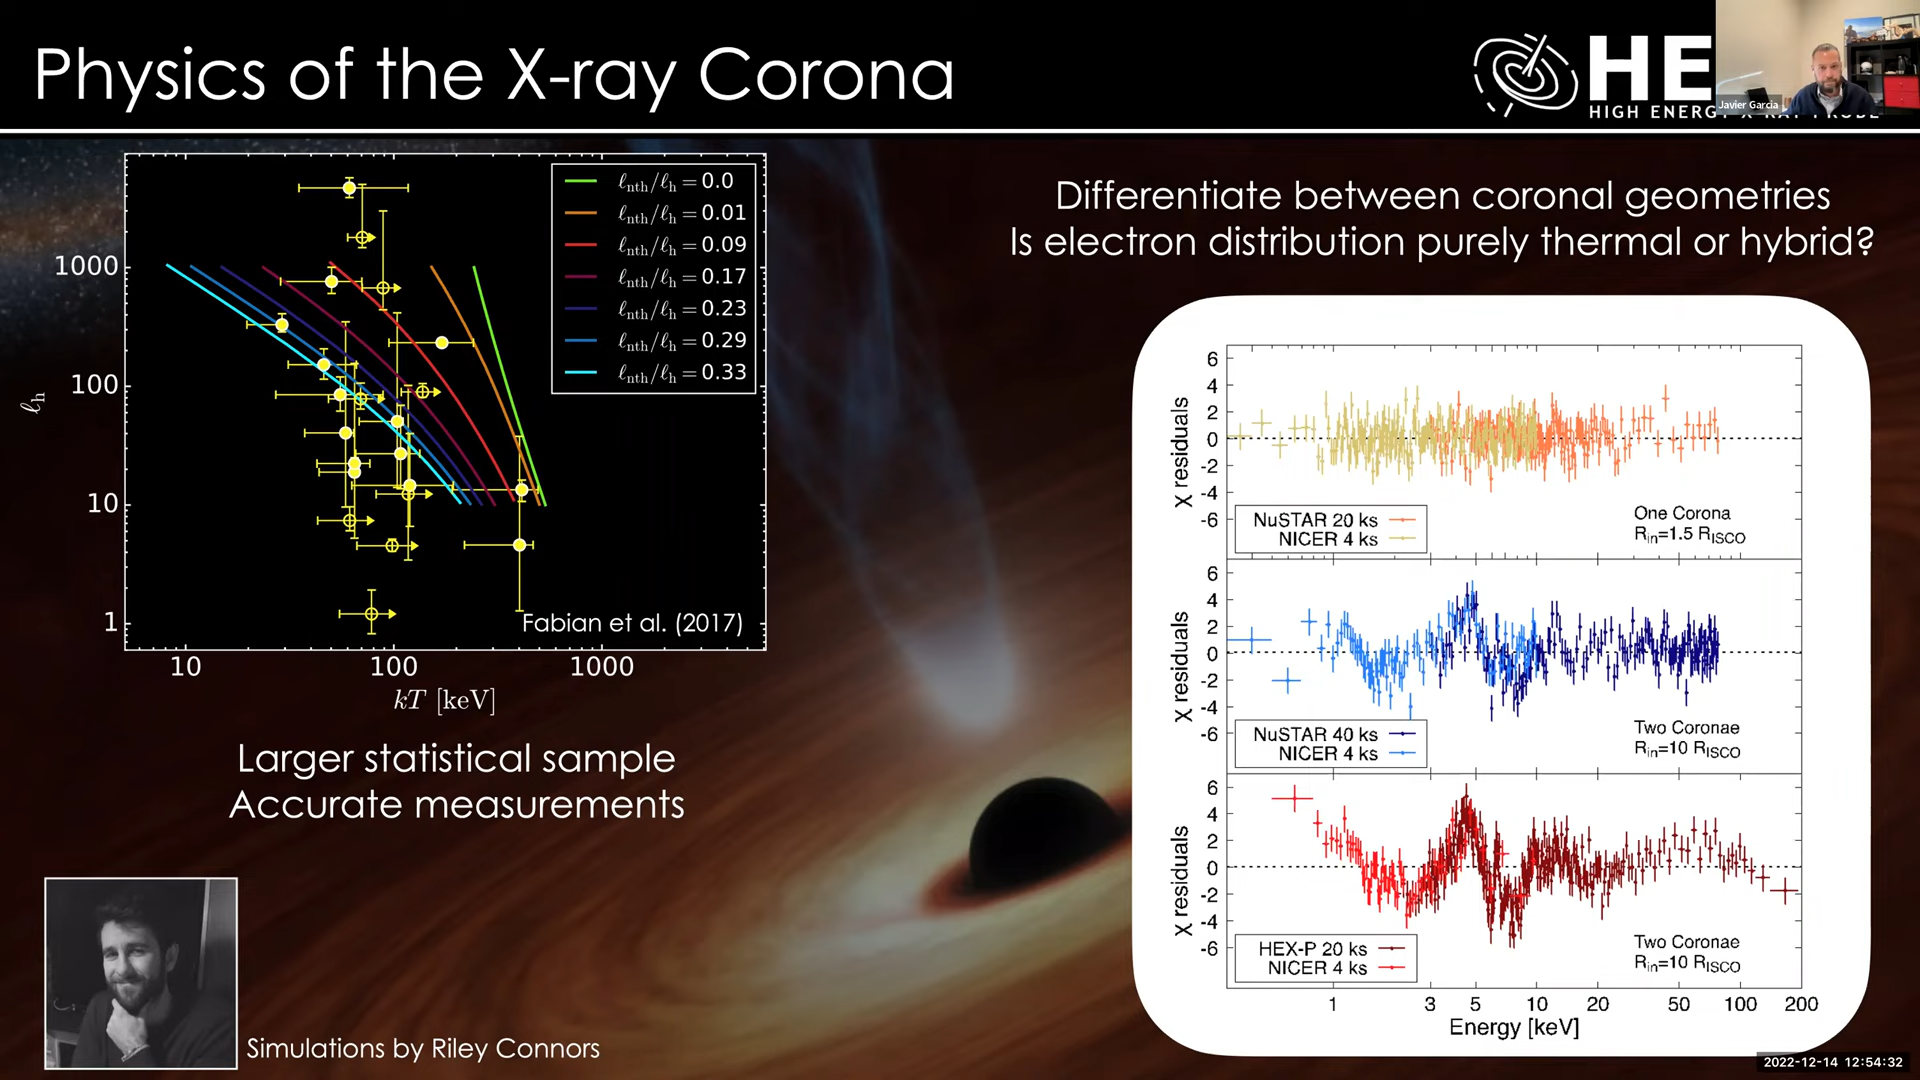 Physics of the X-ray Corona
HE
HIGH ENERGY X-RAY PROBE
Javier Garcia
ℓnth/ℓh = 0.0
ℓnth/ℓh = 0.01
ℓnth/ℓh = 0.09
ℓnth/ℓh = 0.17
ℓnth/ℓh = 0.23
ℓnth/ℓh = 0.29
ℓnth/ℓh = 0.33
1000
100
10
1
ℓh
Fabian et al. (2017)
10 100 1000
kT [keV]
Larger statistical sample
Accurate measurements
Simulations by Riley Connors
Differentiate between coronal geometries
Is electron distribution purely thermal or hybrid?
6
4
2
0
-2
-4
-6
χ residuals
NuSTAR 20 ks
NICER 4 ks
One Corona
Rin=1.5 RISCO
6
4
2
0
-2
-4
-6
χ residuals
NuSTAR 40 ks
NICER 4 ks
Two Coronae
Rin=10 RISCO
6
4
2
0
-2
-4
-6
χ residuals
HEX-P 20 ks
NICER 4 ks
Two Coronae
Rin=10 RISCO
1 3 5 10 20 50 100 200
Energy [keV]
2022-12-14 12:54:32